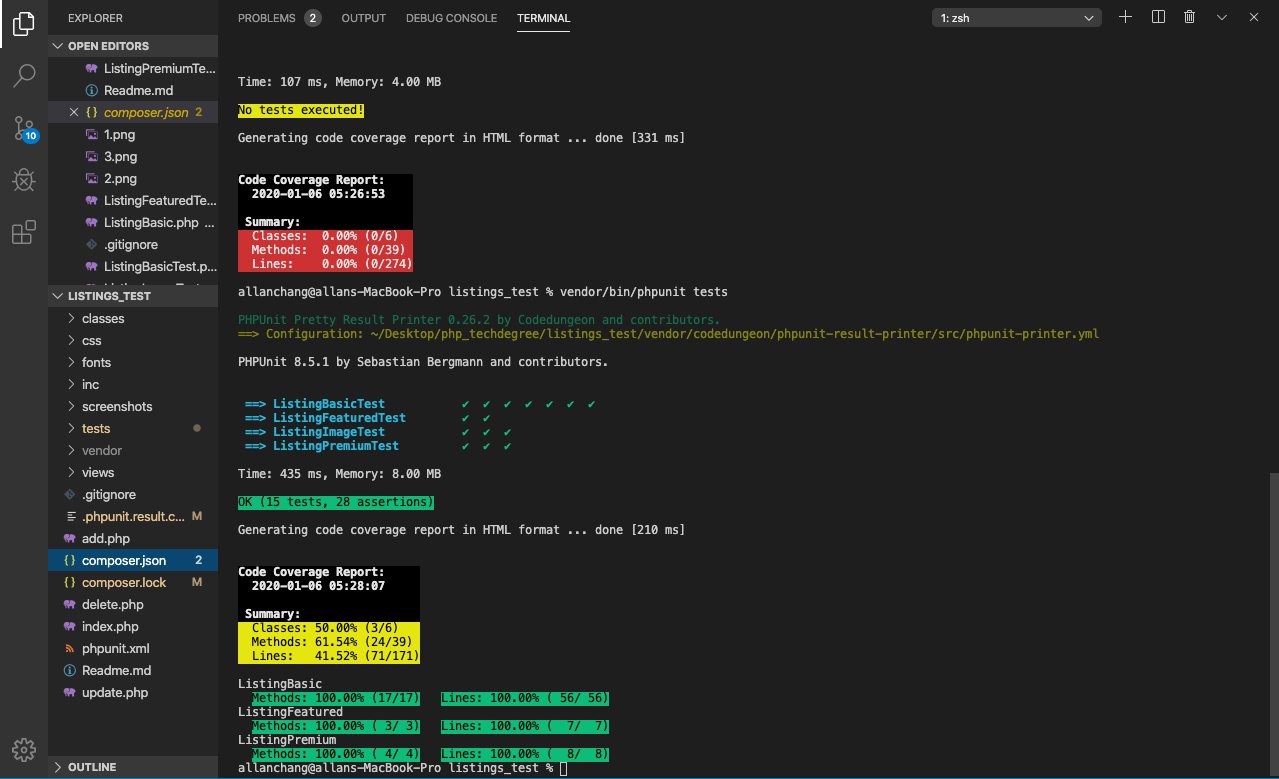 EXPLORER
OPEN EDITORS
ListingPremiumTe...
Readme.md
composer.json 2
1.png
3.png
2.png
ListingFeaturedTe...
ListingBasic.php ...
.gitignore
ListingBasicTest.p...
LISTINGS_TEST
classes
css
fonts
inc
screenshots
tests
vendor
views
.gitignore
.phpunit.result.c... M
add.php
composer.json 2
composer.lock M
delete.php
index.php
phpunit.xml
Readme.md
update.php
OUTLINE
10
PROBLEMS 2 OUTPUT DEBUG CONSOLE TERMINAL 1: zsh
Time: 107 ms, Memory: 4.00 MB
No tests executed!
Generating code coverage report in HTML format ... done [331 ms]
Code Coverage Report:
2020-01-06 05:26:53
Summary:
Classes: 0.00% (0/6)
Methods: 0.00% (0/39)
Lines: 0.00% (0/274)
allanchang@allans-MacBook-Pro listings_test % vendor/bin/phpunit tests
PHPUnit Pretty Result Printer 0.26.2 by Codedungeon and contributors.
==> Configuration: ~/Desktop/php_techdegree/listings_test/vendor/codedungeon/phpunit-result-printer/src/phpunit-printer.yml
PHPUnit 8.5.1 by Sebastian Bergmann and contributors.
==> ListingBasicTest ✔ ✔ ✔ ✔ ✔ ✔ ✔
==> ListingFeaturedTest ✔ ✔
==> ListingImageTest ✔ ✔ ✔
==> ListingPremiumTest ✔ ✔ ✔
Time: 435 ms, Memory: 8.00 MB
OK (15 tests, 28 assertions)
Generating code coverage report in HTML format ... done [210 ms]
Code Coverage Report:
2020-01-06 05:28:07
Summary:
Classes: 50.00% (3/6)
Methods: 61.54% (24/39)
Lines: 41.52% (71/171)
ListingBasic
Methods: 100.00% (17/17) Lines: 100.00% ( 56/ 56)
ListingFeatured
Methods: 100.00% ( 3/ 3) Lines: 100.00% ( 7/ 7)
ListingPremium
Methods: 100.00% ( 4/ 4) Lines: 100.00% ( 8/ 8)
allanchang@allans-MacBook-Pro listings_test %